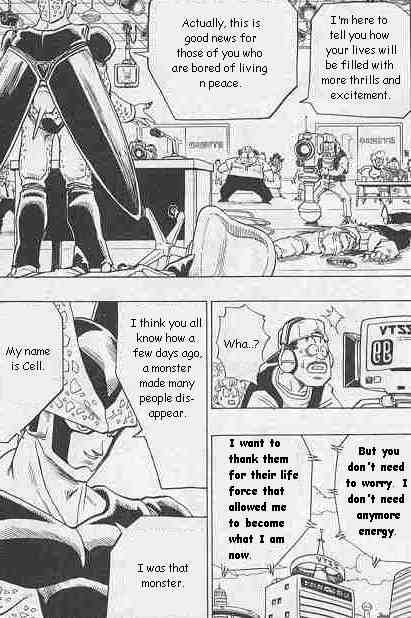 I'm here to
tell you how
your lives will
be filled with
more thrills and
excitement.
Actually, this is
good news for
those of you who
are bored of living
n peace.
Wha..?
I think you all
know how a
few days ago,
a monster
made many
people dis-
appear.
My name
is Cell.
I was that
monster.
But you
don't need
to worry. I
don't need
anymore
energy.
I want to
thank them
for their life
force that
allowed me
to become
what I am
now.